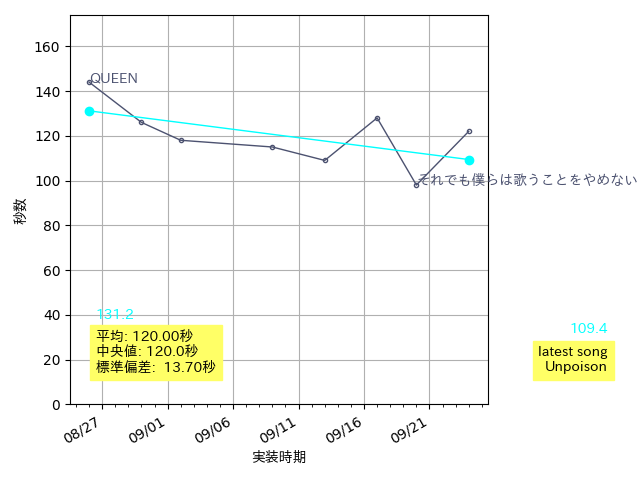 160
140
120
100
80
60
40
20
0
秒数
QUEEN
それでも僕らは歌うことをやめない
131.2
平均: 120.00秒
中央値: 120.0秒
標準偏差: 13.70秒
109.4
latest song
Unpoison
08/27
09/01
09/06
09/11
09/16
09/21
実装時期